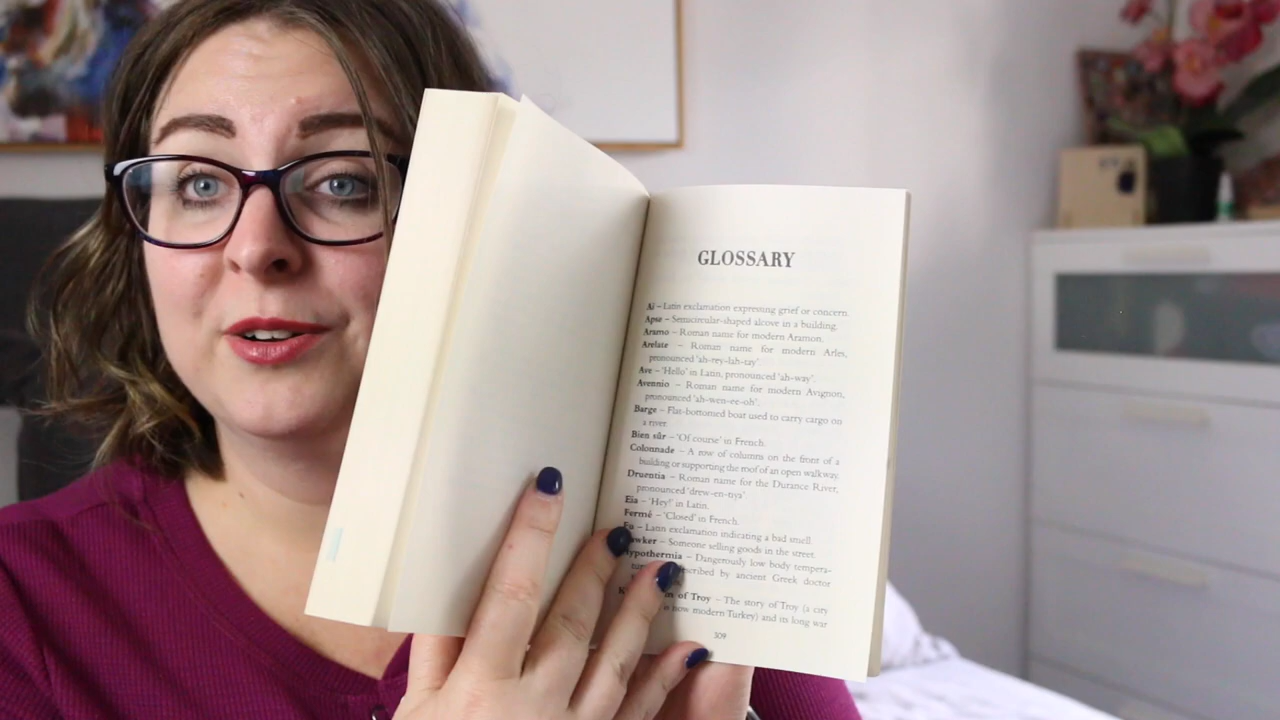 GLOSSARY
Ai – Latin exclamation expressing grief or concern.
Apse – Semicircular-shaped alcove in a building.
Aramo – Roman name for modern Aramon.
Arelate – Roman name for modern Arles,
pronounced 'ah-rey-lah-tay'.
Ave – 'Hello' in Latin, pronounced 'ah-way'.
Avennio – Roman name for modern Avignon,
pronounced 'ah-wen-ee-oh'.
Barge – Flat-bottomed boat used to carry cargo on
a river.
Bien sûr – 'Of course' in French.
Colonnade – A row of columns on the front of a
building or supporting the roof of an open walkway.
Druentia – Roman name for the Durance River,
pronounced 'drew-en-tiya'
Eia – 'Hey!' in Latin.
Fermé – 'Closed' in French.
Fu – Latin exclamation indicating a bad smell.
awker – Someone selling goods in the street.
ypothermia – Dangerously low body tempera-
scribed by ancient Greek doctor
of Troy – The story of Troy (a city
is now modern Turkey) and its long war
309